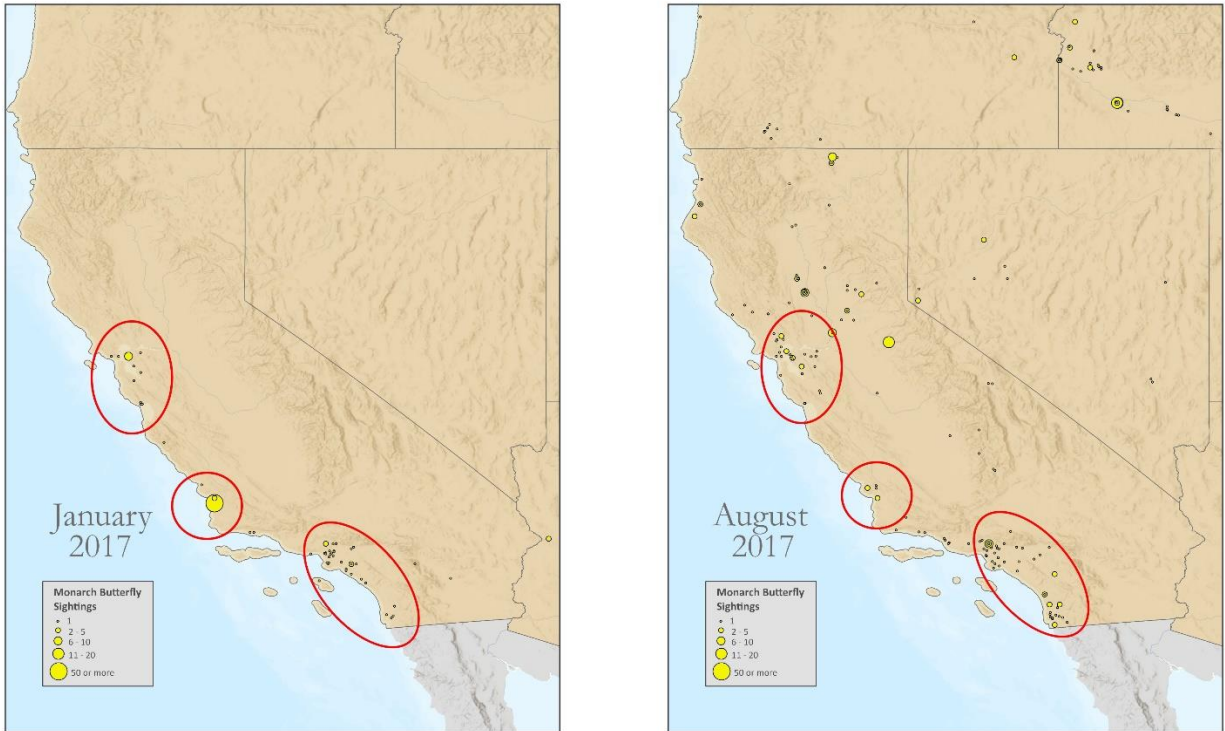 January
2017
Monarch Butterfly
Sightings
1
2 - 5
6 - 10
11 - 20
50 or more
August
2017
Monarch Butterfly
Sightings
1
2 - 5
6 - 10
11 - 20
50 or more